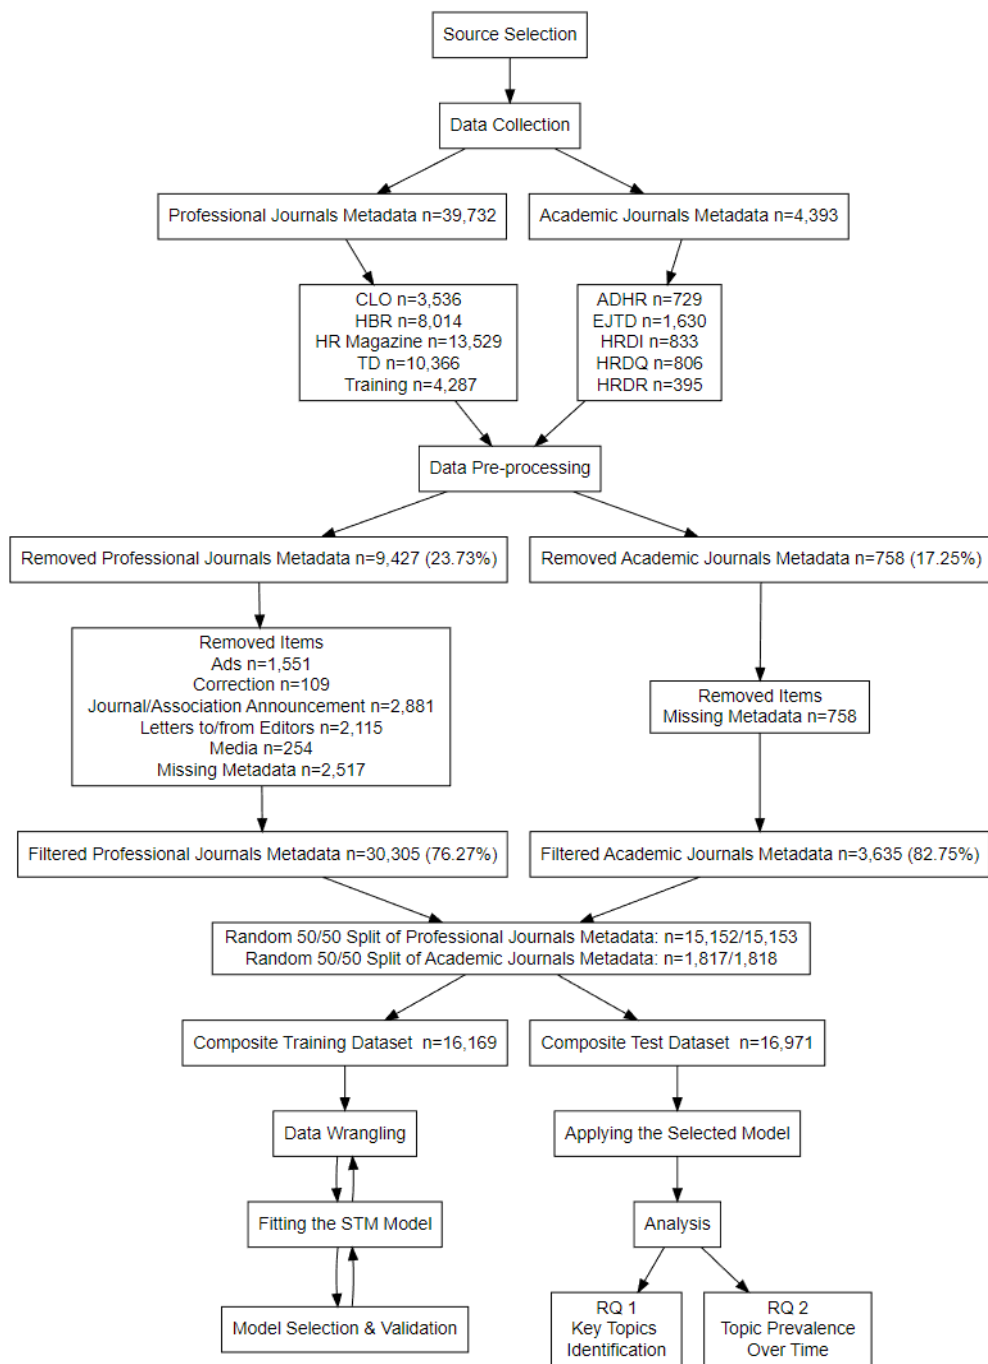 Source Selection
Data Collection
Professional Journals Metadata n=39,732
Academic Journals Metadata n=4,393
CLO n=3,536
HBR n=8,014
HR Magazine n=13,529
TD n=10,366
Training n=4,287
ADHR n=729
EJTD n=1,630
HRDI n=833
HRDQ n=806
HRDR n=395
Data Pre-processing
Removed Professional Journals Metadata n=9,427 (23.73%)
Removed Academic Journals Metadata n=758 (17.25%)
Removed Items
Ads n=1,551
Correction n=109
Journal/Association Announcement n=2,881
Letters to/from Editors n=2,115
Media n=254
Missing Metadata n=2,517
Removed Items
Missing Metadata n=758
Filtered Professional Journals Metadata n=30,305 (76.27%)
Filtered Academic Journals Metadata n=3,635 (82.75%)
Random 50/50 Split of Professional Journals Metadata: n=15,152/15,153
Random 50/50 Split of Academic Journals Metadata: n=1,817/1,818
Composite Training Dataset n=16,169
Composite Test Dataset n=16,971
Data Wrangling
Applying the Selected Model
Fitting the STM Model
Analysis
Model Selection & Validation
RQ 1
Key Topics
Identification
RQ 2
Topic Prevalence
Over Time